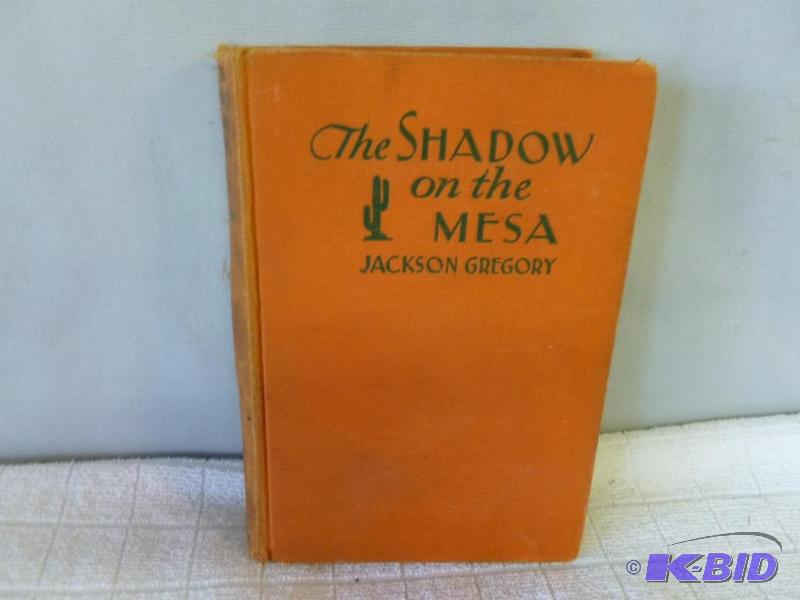 The SHADOW
on the
MESA
JACKSON GREGORY
© K-BID